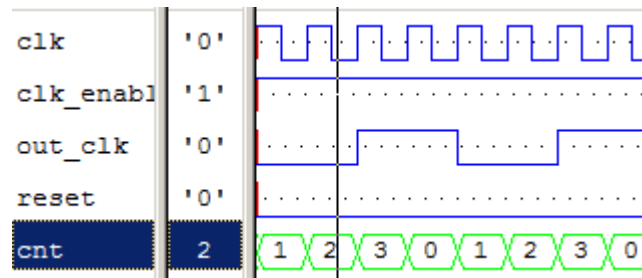 clk '0'
clk_enabl '1'
out_clk '0'
reset '0'
cnt 2 1 2 3 0 1 2 3 0